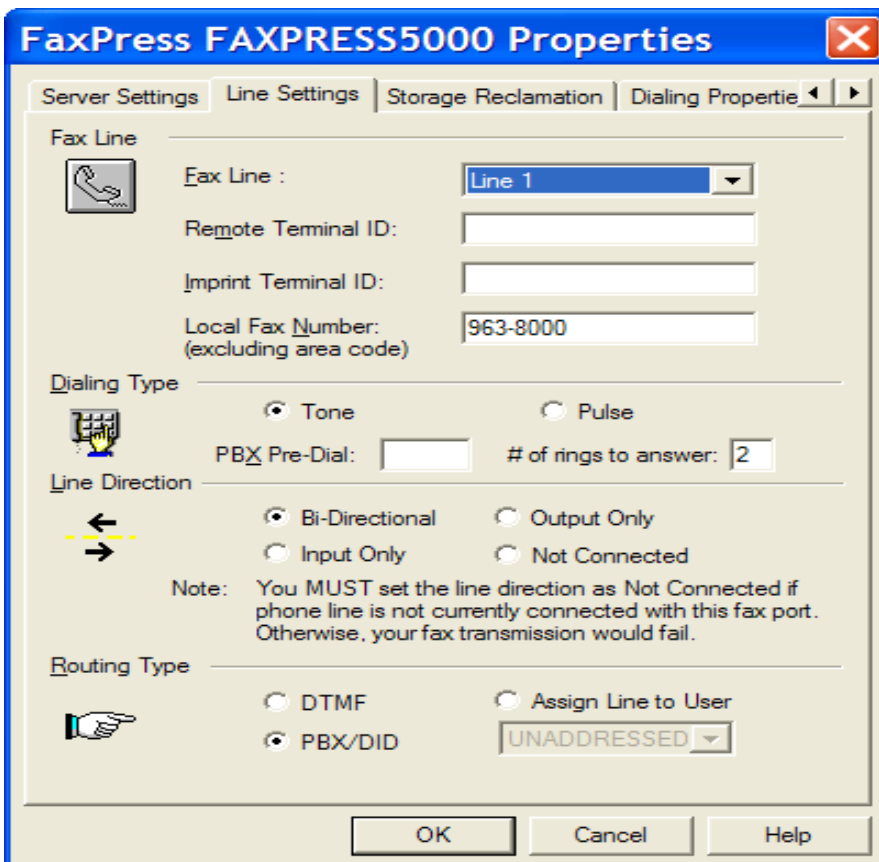 FaxPress FAXPRESS5000 Properties
Server Settings Line Settings Storage Reclamation Dialing Propertie
Fax Line
Fax Line : Line 1
Remote Terminal ID:
Imprint Terminal ID:
Local Fax Number: 963-8000
(excluding area code)
Dialing Type
Tone Pulse
PBX Pre-Dial: # of rings to answer: 2
Line Direction
Bi-Directional Output Only
Input Only Not Connected
Note: You MUST set the line direction as Not Connected if
phone line is not currently connected with this fax port.
Otherwise, your fax transmission would fail.
Routing Type
DTMF Assign Line to User
PBX/DID UNADDRESSED
OK Cancel Help